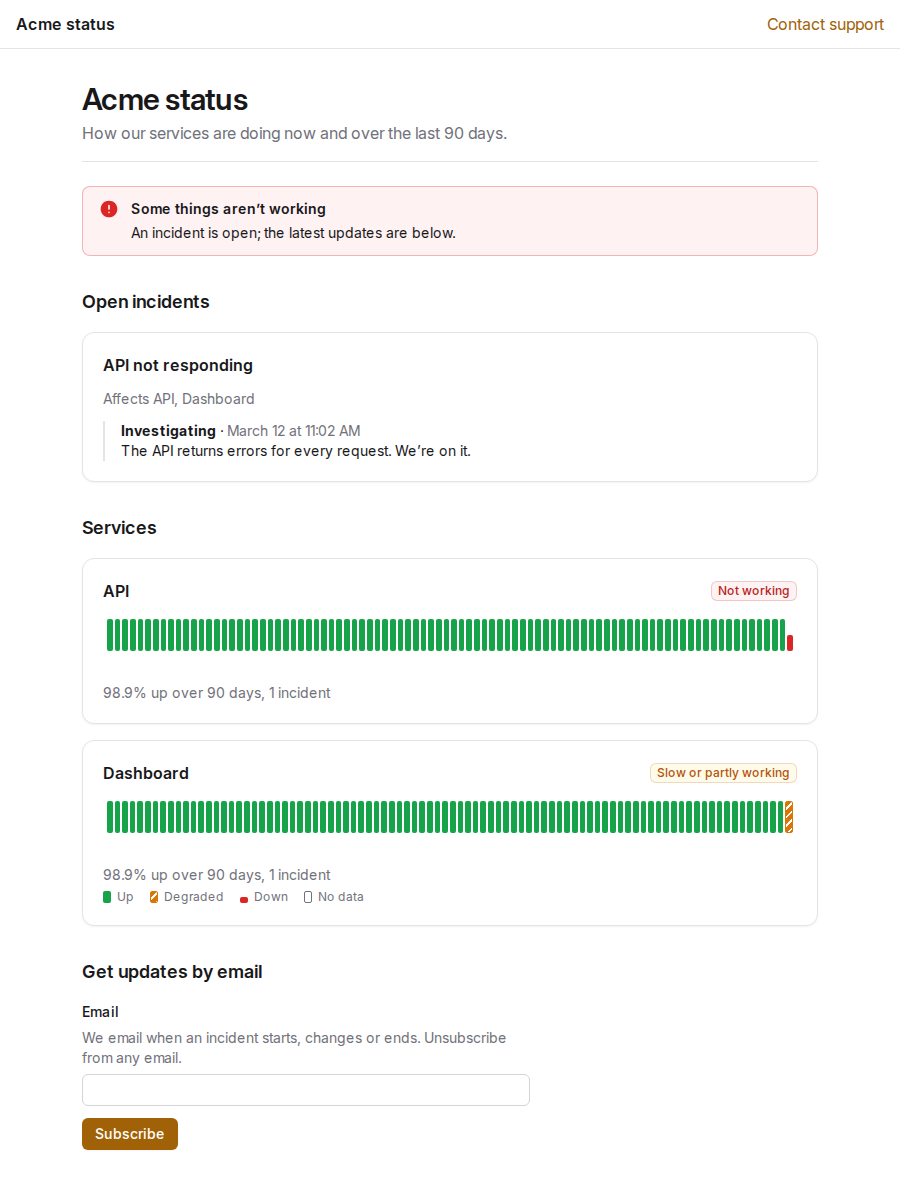 Acme status
Contact support
Acme status
How our services are doing now and over the last 90 days.
Some things aren’t working
An incident is open; the latest updates are below.
Open incidents
API not responding
Affects API, Dashboard
Investigating · March 12 at 11:02 AM
The API returns errors for every request. We’re on it.
Services
API
Not working
98.9% up over 90 days, 1 incident
Dashboard
Slow or partly working
98.9% up over 90 days, 1 incident
Up
Degraded
Down
No data
Get updates by email
Email
We email when an incident starts, changes or ends. Unsubscribe
from any email.
Subscribe